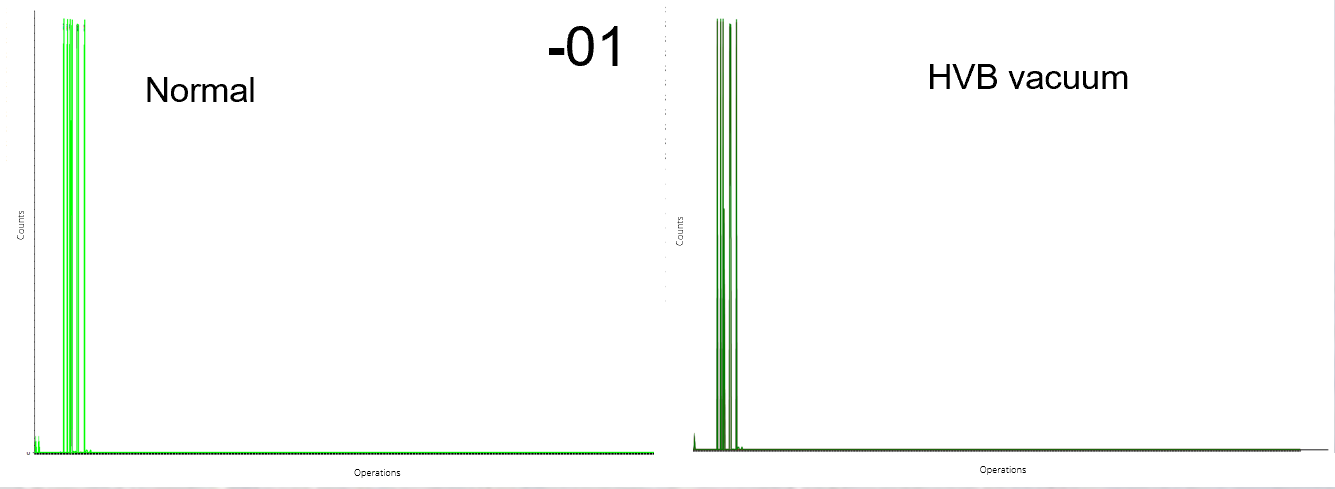 -01
Normal
HVB vacuum
Counts
Counts
Operations
Operations